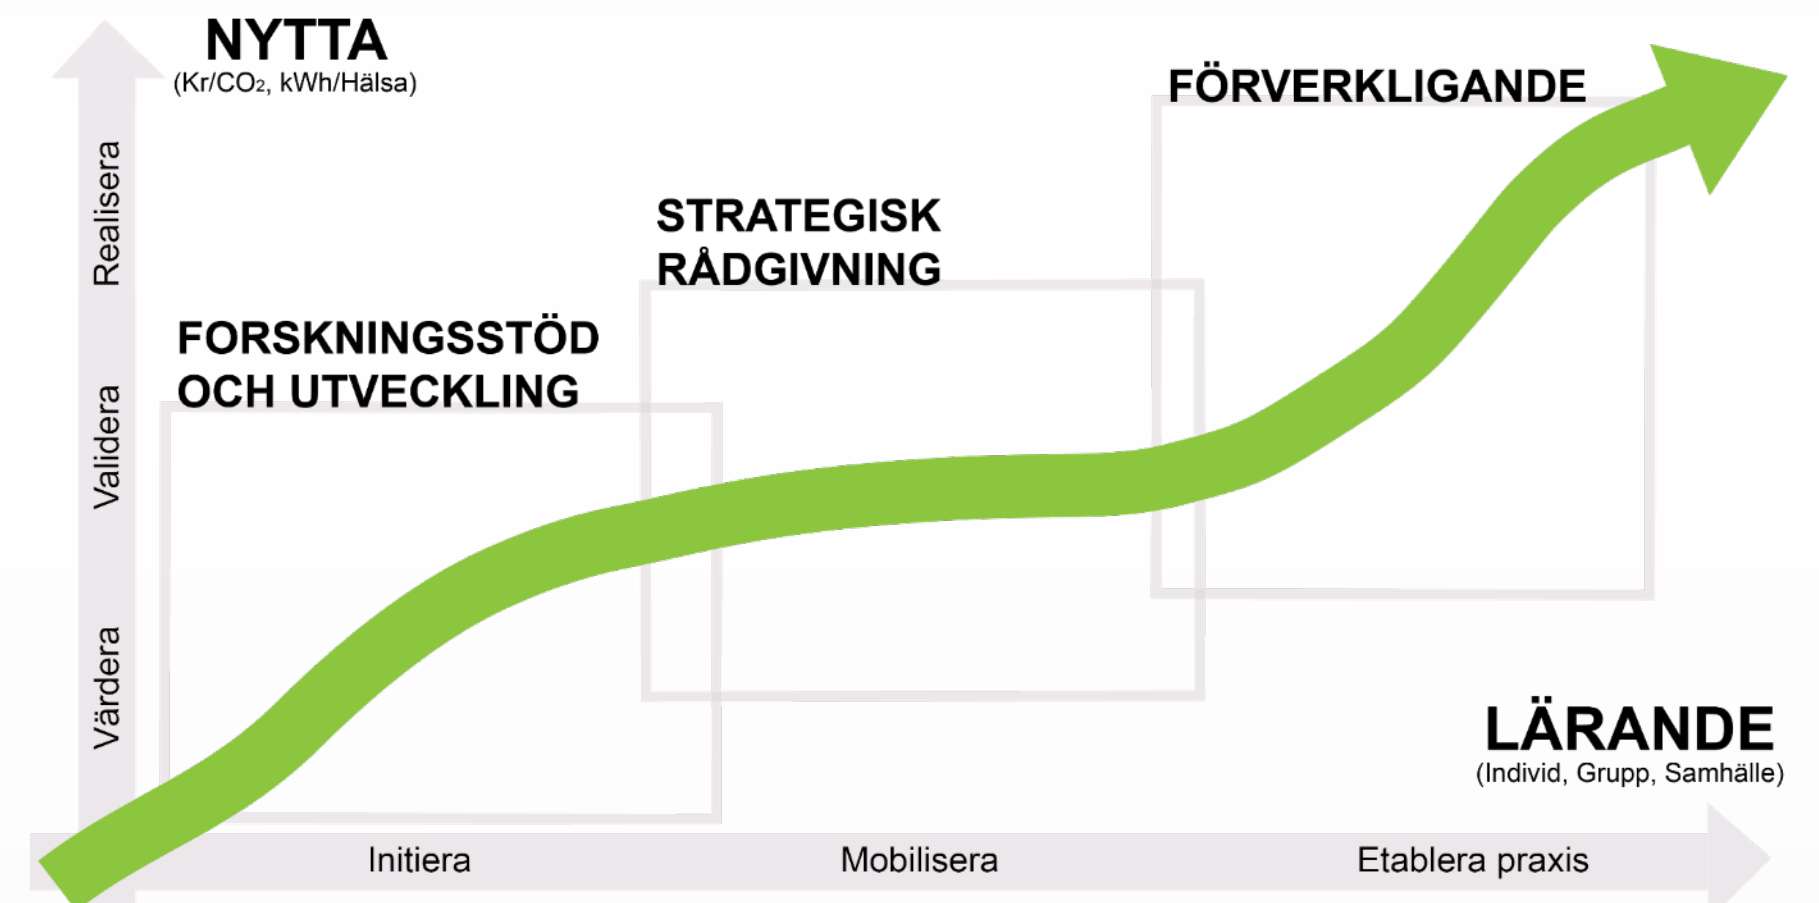 NYTTA
(Kr/CO₂, kWh/Hälsa)
FÖRVERKLIGANDE
STRATEGISK
RÅDGIVNING
FORSKNINGSSTÖD
OCH UTVECKLING
Realisera
Validera
Värdera
LÄRANDE
(Individ, Grupp, Samhälle)
Initiera
Mobilisera
Etablera praxis